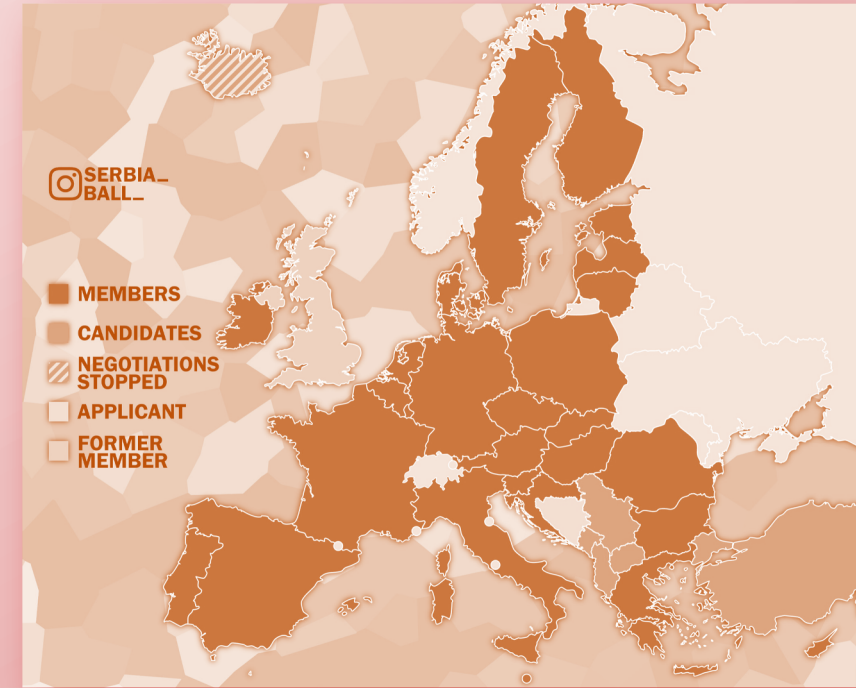 SERBIA_
BALL_
MEMBERS
CANDIDATES
NEGOTIATIONS
STOPPED
APPLICANT
FORMER
MEMBER